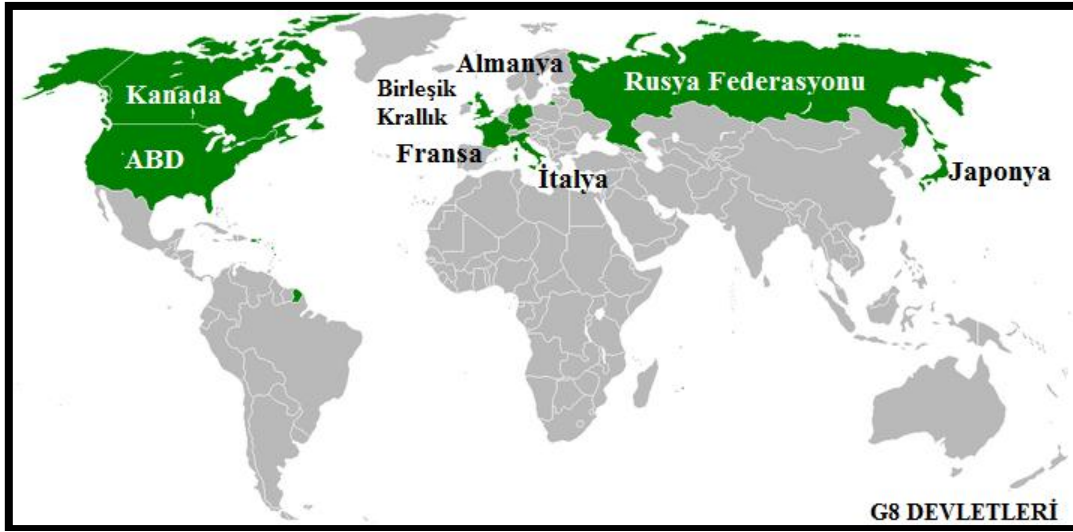 Kanada
ABD
Almanya
Birleşik
Krallık
Fransa
İtalya
Rusya Federasyonu
Japonya
G8 DEVLETLERİ